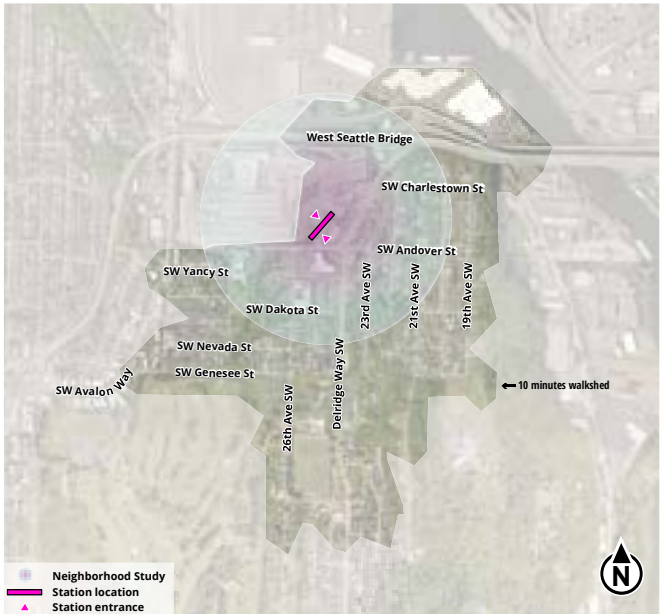 West Seattle Bridge
SW Charlestown St
SW Andover St
SW Yancy St
23rd Ave SW
21st Ave SW
19th Ave SW
SW Dakota St
SW Nevada St
SW Genesee St
SW Avalon Way
Delridge Way SW
26th Ave SW
10 minutes walkshed
Neighborhood Study
Station location
Station entrance
N